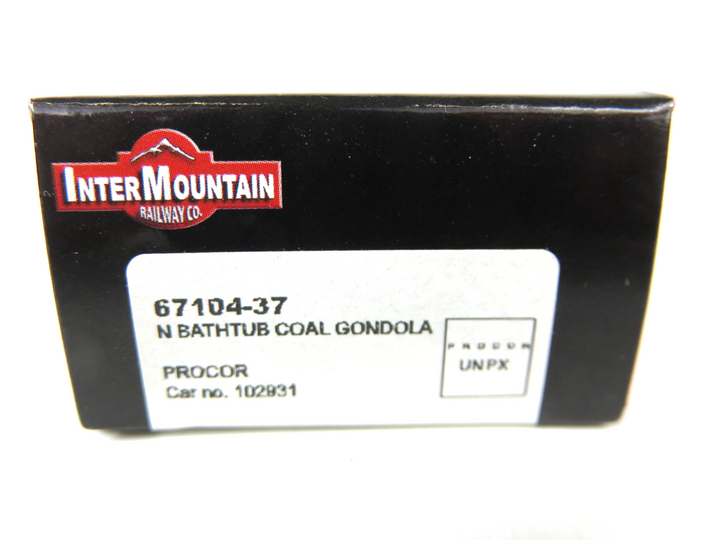 INTERMOUNTAIN
RAILWAY CO.
67104-37
N BATHTUB COAL GONDOLA
PROCOR
UNPX
PROCOR
Car no. 102931